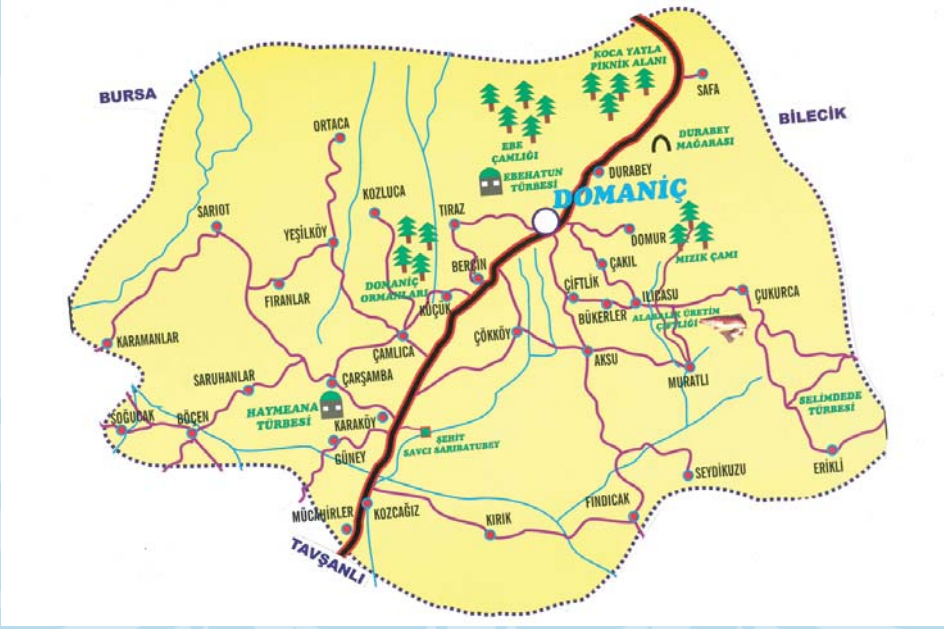 KOCA YAYLA
PİKNİK ALANI
SAFA
BURSA
BİLECİK
ORTACA
DURABEY
MAĞARASI
EBE
ÇAMLIĞI
EBEHATUN
TÜRBESİ
DURABEY
DOMANİÇ
KOZLUCA
TIRAZ
SARIOT
YEŞİLKÖY
DOMUR
MIZIK ÇAMI
BERÇİN
ÇAKIL
ÇİFTLİK
DOMANİÇ
ORMANLARI
FIRANLAR
KÜÇÜK
ILICASU
ÇUKURCA
BÜKERLER
ALABALIK ÜRETİM
ÇİFTLİĞİ
KARAMANLAR
ÇÖKKÖY
ÇAMLICA
AKSU
SARUHANLAR
ÇARŞAMBA
MURATLI
HAYMEANA
TÜRBESİ
SELİMDEDE
TÜRBESİ
SOĞUCAK
BÖÇEN
KARAKÖY
ŞEHİT
SAVCI SARIBATUBEY
GÜNEY
ERİKLİ
SEYDİKUZU
FINDICAK
MÜCAHİRLER
KOZCAĞIZ
KIRIK
TAVŞANLI